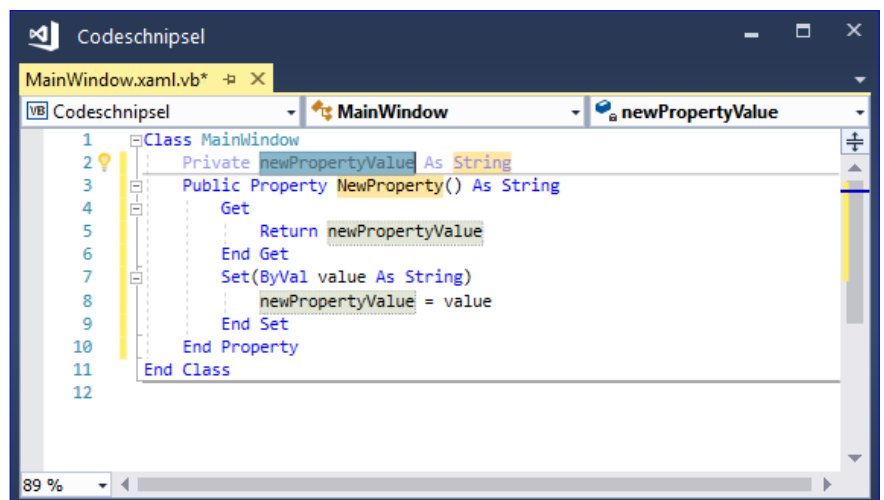 Codeschnipsel
MainWindow.xaml.vb*
VB Codeschnipsel MainWindow newPropertyValue
1 Class MainWindow
2 Private newPropertyValue As String
3 Public Property NewProperty() As String
4 Get
5 Return newPropertyValue
6 End Get
7 Set(ByVal value As String)
8 newPropertyValue = value
9 End Set
10 End Property
11 End Class
12
89 %